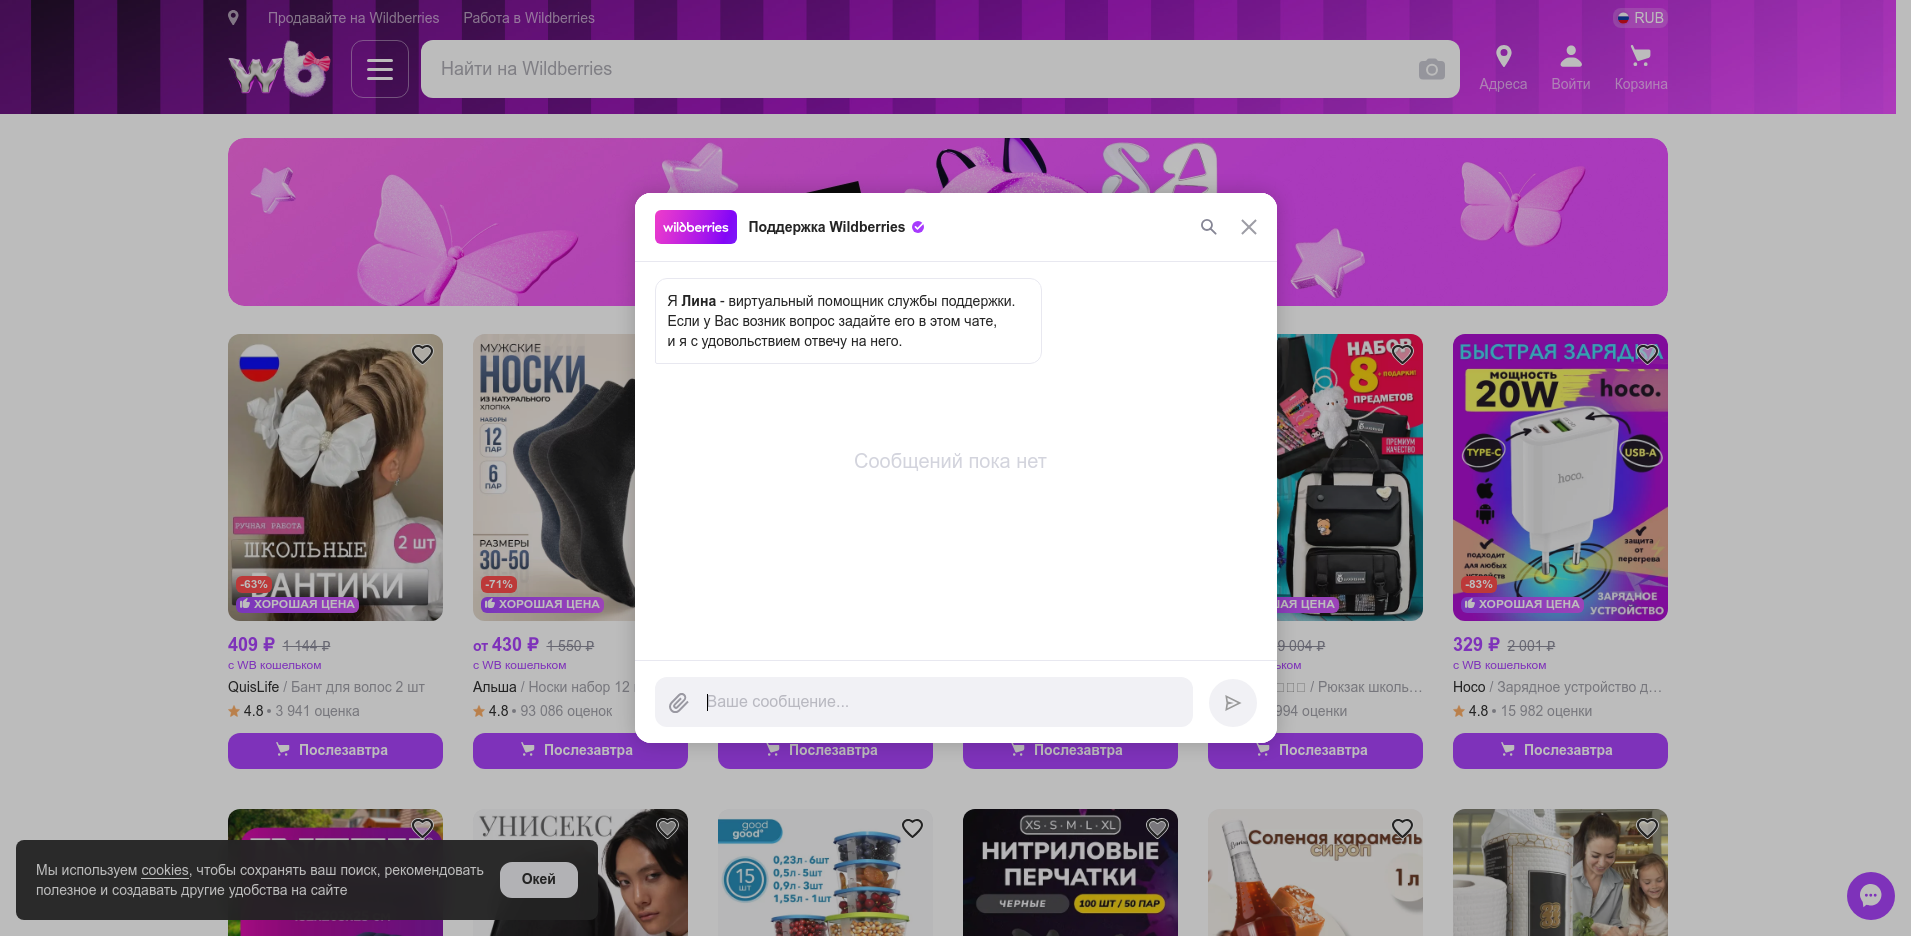 Продавайте на Wildberries
Работа в Wildberries
RUB
wb
Найти на Wildberries
Адреса
Войти
Корзина
SA
wildberries
Поддержка Wildberries
Я Лина - виртуальный помощник службы поддержки.
Если у Вас возник вопрос задайте его в этом чате,
и я с удовольствием отвечу на него.
Сообщений пока нет
Ваше сообщение...
РУЧНАЯ РАБОТА
ШКОЛЬНЫЕ
2 шт
БАНТИКИ
-63%
ХОРОШАЯ ЦЕНА
409 ₽ 1 144 ₽
с WB кошельком
QuisLife / Бант для волос 2 шт
4.8 • 3 941 оценка
Послезавтра
МУЖСКИЕ
НОСКИ
ИЗ НАТУРАЛЬНОГО
ХЛОПКА
НАБОРЫ
12
ПАР
6
ПАР
РАЗМЕРЫ
30-50
-71%
ХОРОШАЯ ЦЕНА
от 430 ₽ 1 550 ₽
с WB кошельком
Альша / Носки набор 12
4.8 • 93 086 оценок
Послезавтра
Послезавтра
Послезавтра
НАБОР
8
+ ПОДАРКИ!
ПРЕДМЕТОВ
ПРЕМИУМ
КАЧЕСТВО
ЦЕНА
9 004 ₽
/ Рюкзак школь…
994 оценки
Послезавтра
БЫСТРАЯ ЗАРЯДКА
МОЩНОСТЬ
20W
hoco.
TYPE-C
USB-A
hoco.
подходит
для любых
устройств
защита
от
перегрева
-83%
ХОРОШАЯ ЦЕНА
ЗАРЯДНОЕ
УСТРОЙСТВО
329 ₽ 2 001 ₽
с WB кошельком
Hoco / Зарядное устройство д…
4.8 • 15 982 оценки
Послезавтра
УНИСЕКС
good
good
15
шт
0,23л - 6шт
0,5л - 5шт
0,9л - 3шт
1,55л - 1шт
XS · S · M · L · XL
НИТРИЛОВЫЕ
ПЕРЧАТКИ
ЧЕРНЫЕ
100 ШТ / 50 ПАР
Соленая карамель
сироп
1 л
Мы используем cookies, чтобы сохранять ваш поиск, рекомендовать
полезное и создавать другие удобства на сайте
Окей